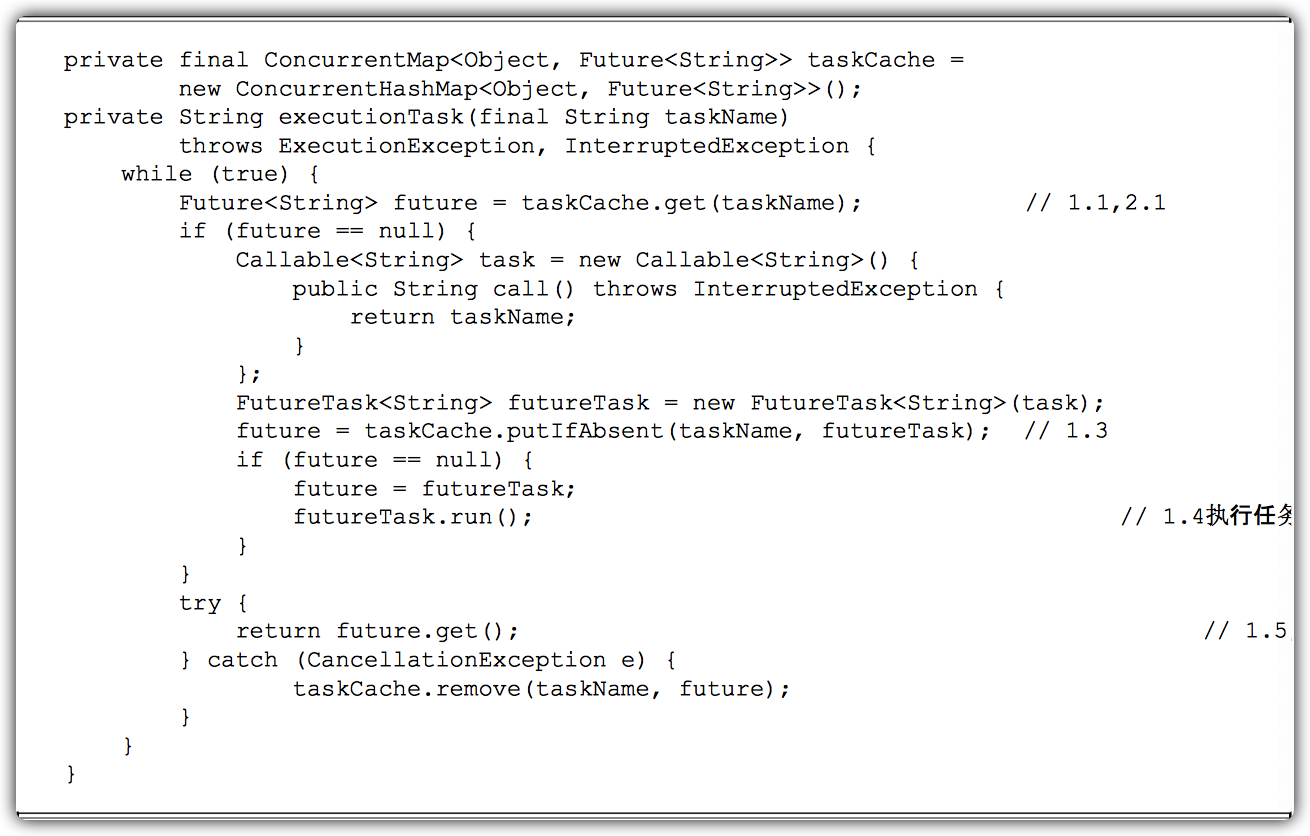 private final ConcurrentMap<Object, Future<String>> taskCache =
        new ConcurrentHashMap<Object, Future<String>>();
private String executionTask(final String taskName)
        throws ExecutionException, InterruptedException {
    while (true) {
        Future<String> future = taskCache.get(taskName);            // 1.1,2.1
        if (future == null) {
            Callable<String> task = new Callable<String>() {
                public String call() throws InterruptedException {
                    return taskName;
                }
            };
            FutureTask<String> futureTask = new FutureTask<String>(task);
            future = taskCache.putIfAbsent(taskName, futureTask);  // 1.3
            if (future == null) {
                future = futureTask;
                futureTask.run();                                          // 1.4执行任务
            }
        }
        try {
            return future.get();                                                // 1.5,
        } catch (CancellationException e) {
                taskCache.remove(taskName, future);
        }
    }
}